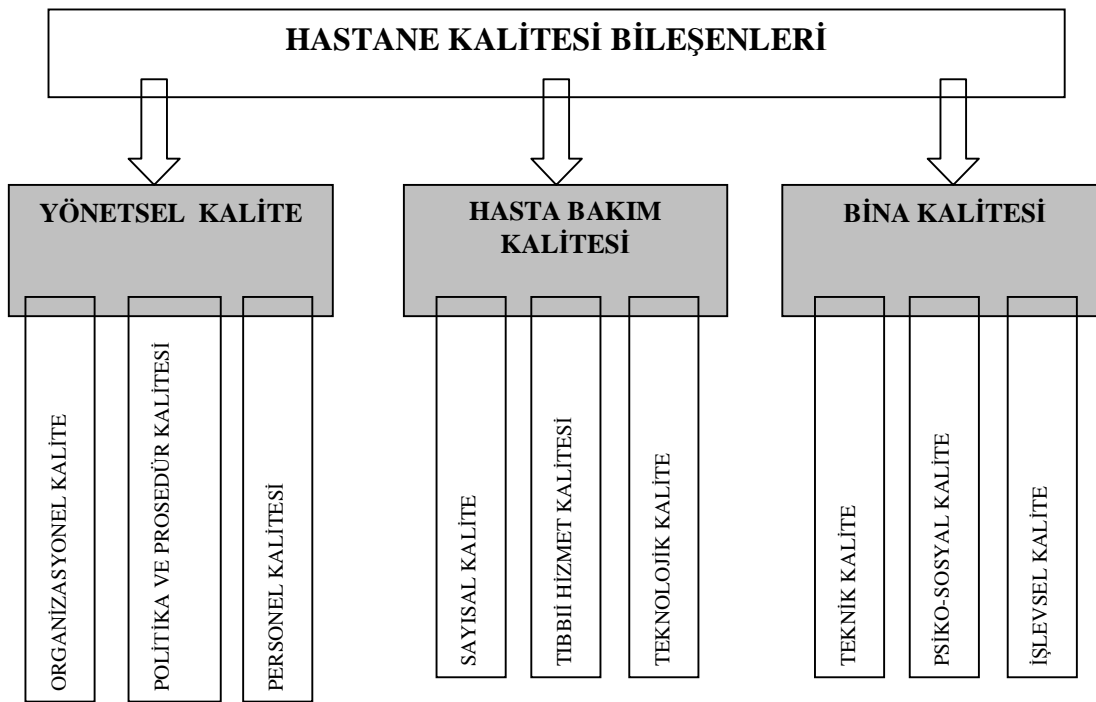 HASTANE KALİTESİ BİLEŞENLERİ
YÖNETSEL KALİTE
ORGANİZASYONEL KALİTE
POLİTİKA VE PROSEDÜR KALİTESİ
PERSONEL KALİTESİ
HASTA BAKIM
KALİTESİ
SAYISAL KALİTE
TIBBİİ HİZMET KALİTESİ
TEKNOLOJİK KALİTE
BİNA KALİTESİ
TEKNİK KALİTE
PSİKO-SOSYAL KALİTE
İŞLEVSEL KALİTE